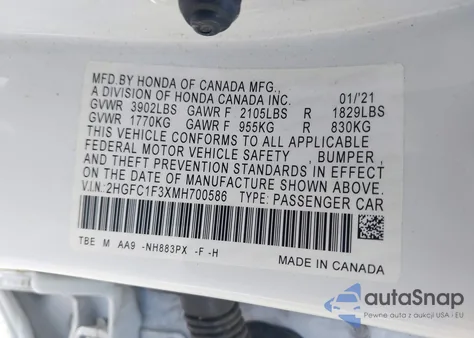 MFD.BY HONDA OF CANADA MFG.,
A DIVISION OF HONDA CANADA INC. 01/'21
GVWR 3902LBS GAWR F 2105LBS R 1829LBS
GVWR 1770KG GAWR F 955KG R 830KG
THIS VEHICLE CONFORMS TO ALL APPLICABLE
FEDERAL MOTOR VEHICLE SAFETY , BUMPER ,
AND THEFT PREVENTION STANDARDS IN EFFECT
ON THE DATE OF MANUFACTURE SHOWN ABOVE.
V.I.N: 2HGFC1F3XMH700586 TYPE: PASSENGER CAR
TBE M AA9 -NH883PX -F -H
MADE IN CANADA
autoSnap
Pewne auta z aukcji USA i EU